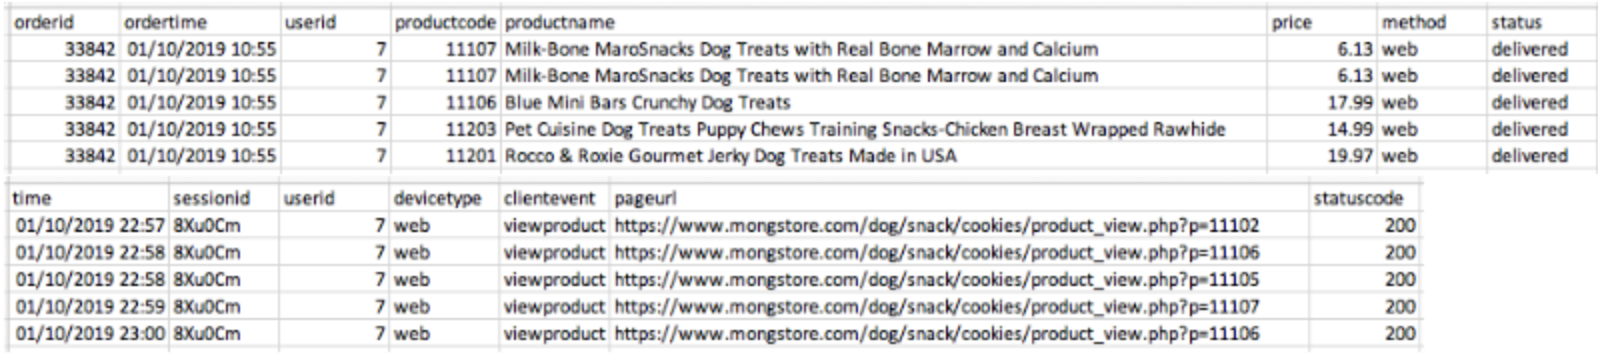 orderid ordertime userid productcode productname price method status
33842 01/10/2019 10:55 7 11107 Milk-Bone MaroSnacks Dog Treats with Real Bone Marrow and Calcium 6.13 web delivered
33842 01/10/2019 10:55 7 11107 Milk-Bone MaroSnacks Dog Treats with Real Bone Marrow and Calcium 6.13 web delivered
33842 01/10/2019 10:55 7 11106 Blue Mini Bars Crunchy Dog Treats 17.99 web delivered
33842 01/10/2019 10:55 7 11203 Pet Cuisine Dog Treats Puppy Chews Training Snacks-Chicken Breast Wrapped Rawhide 14.99 web delivered
33842 01/10/2019 10:55 7 11201 Rocco & Roxie Gourmet Jerky Dog Treats Made in USA 19.97 web delivered
time sessionid userid devicetype clientevent pageurl statuscode
01/10/2019 22:57 8Xu0Cm 7 web viewproduct https://www.mongstore.com/dog/snack/cookies/product_view.php?p=11102 200
01/10/2019 22:58 8Xu0Cm 7 web viewproduct https://www.mongstore.com/dog/snack/cookies/product_view.php?p=11106 200
01/10/2019 22:58 8Xu0Cm 7 web viewproduct https://www.mongstore.com/dog/snack/cookies/product_view.php?p=11105 200
01/10/2019 22:59 8Xu0Cm 7 web viewproduct https://www.mongstore.com/dog/snack/cookies/product_view.php?p=11107 200
01/10/2019 23:00 8Xu0Cm 7 web viewproduct https://www.mongstore.com/dog/snack/cookies/product_view.php?p=11106 200